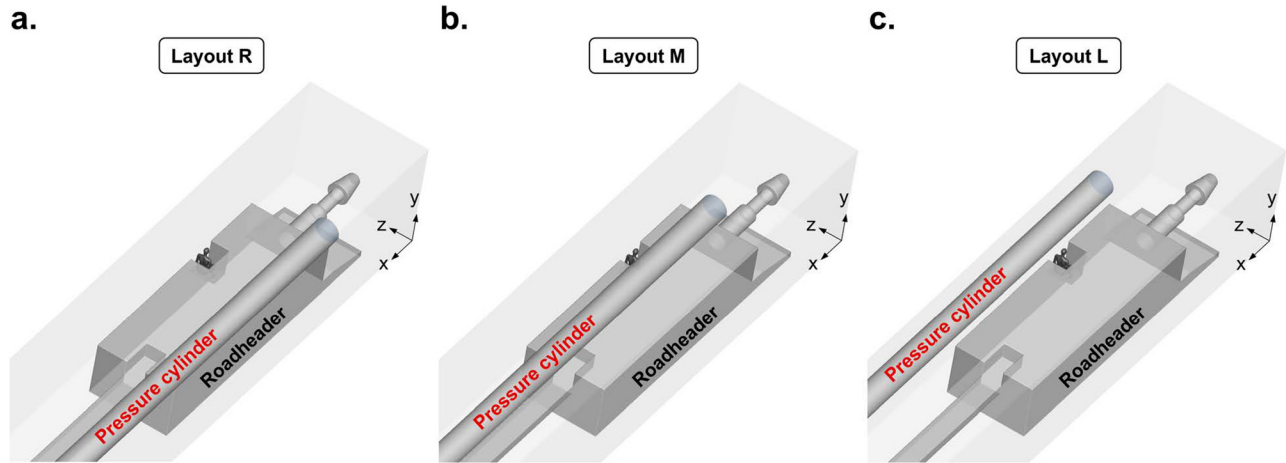 a.
Layout R
Pressure cylinder
Roadheader
y
z
x
b.
Layout M
Pressure cylinder
Roadheader
y
z
x
c.
Layout L
Pressure cylinder
Roadheader
y
z
x